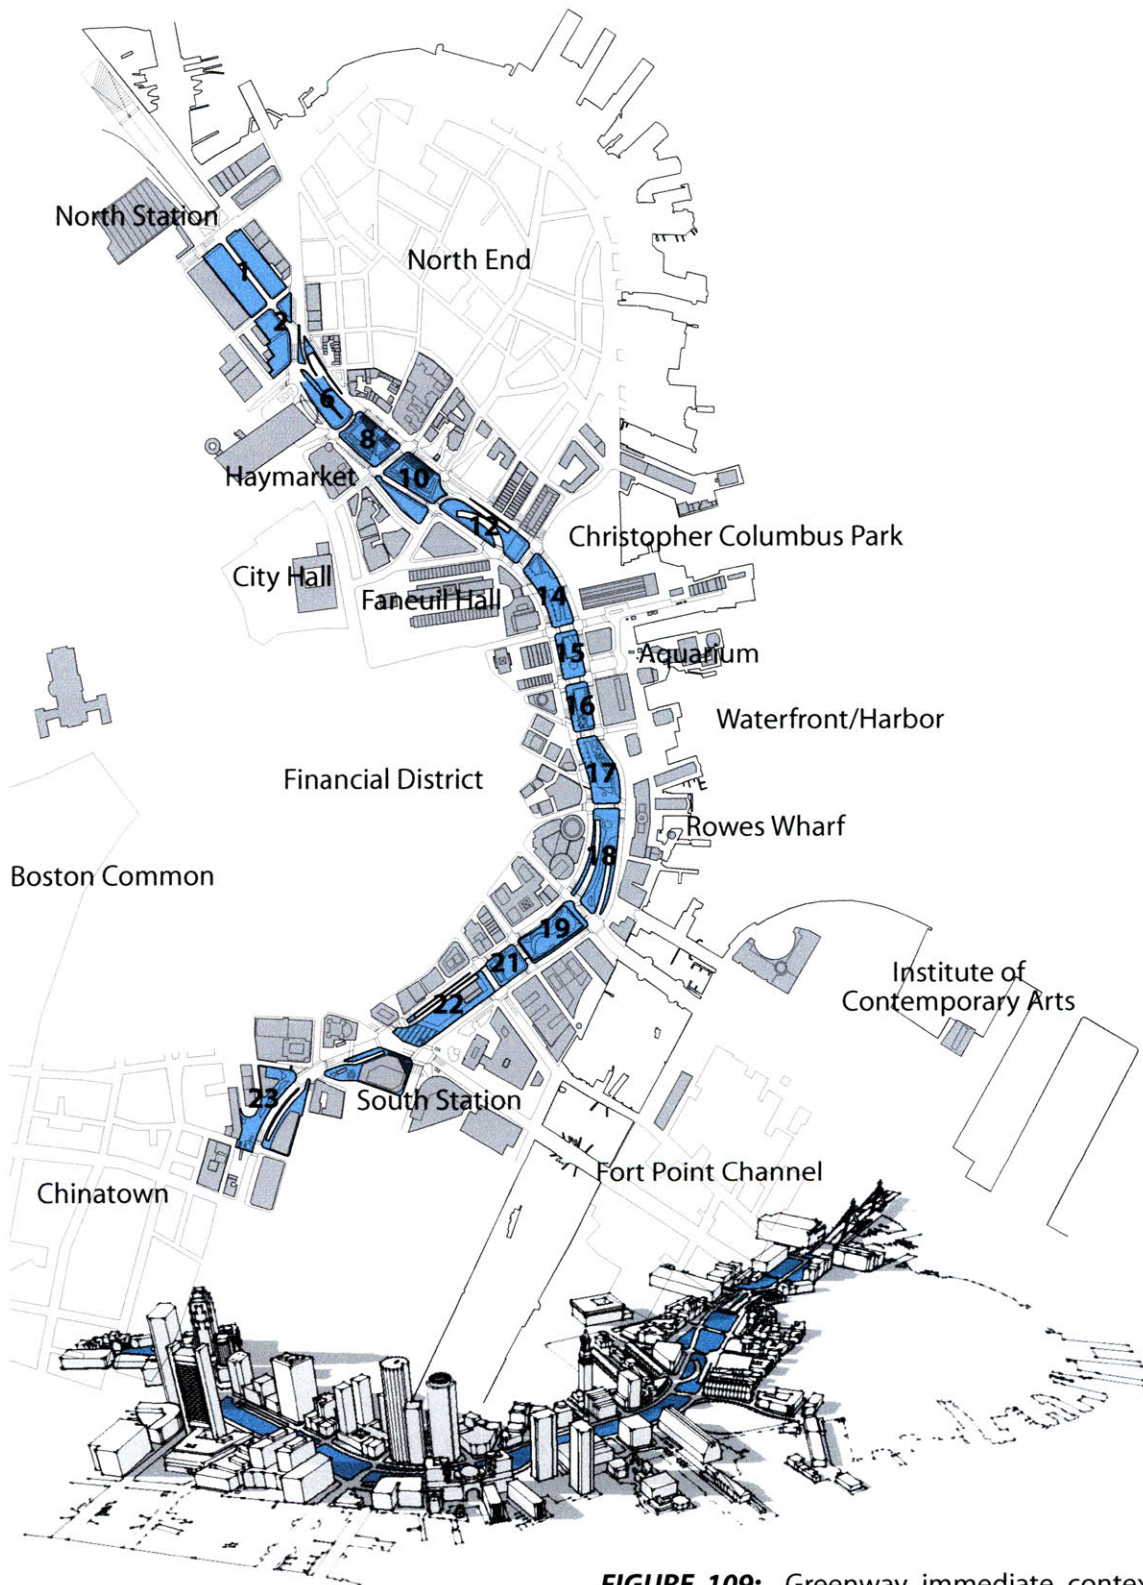 North Station
North End
1
2
6
8
Haymarket
10
12
Christopher Columbus Park
City Hall
Faneuil Hall
14
15
Aquarium
16
Waterfront/Harbor
Financial District
17
Rowes Wharf
18
Boston Common
19
21
Institute of
Contemporary Arts
22
23
South Station
Fort Point Channel
Chinatown
FIGURE 109: Greenway immediate contex